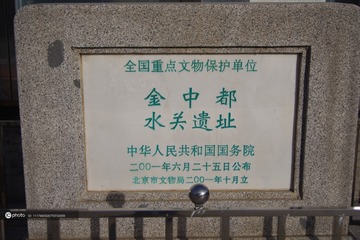 全国重点文物保护单位
金中都
水关遗址
中华人民共和国国务院
二〇〇一年六月二十五日公布
北京市文物局二〇〇一年十月立
photo